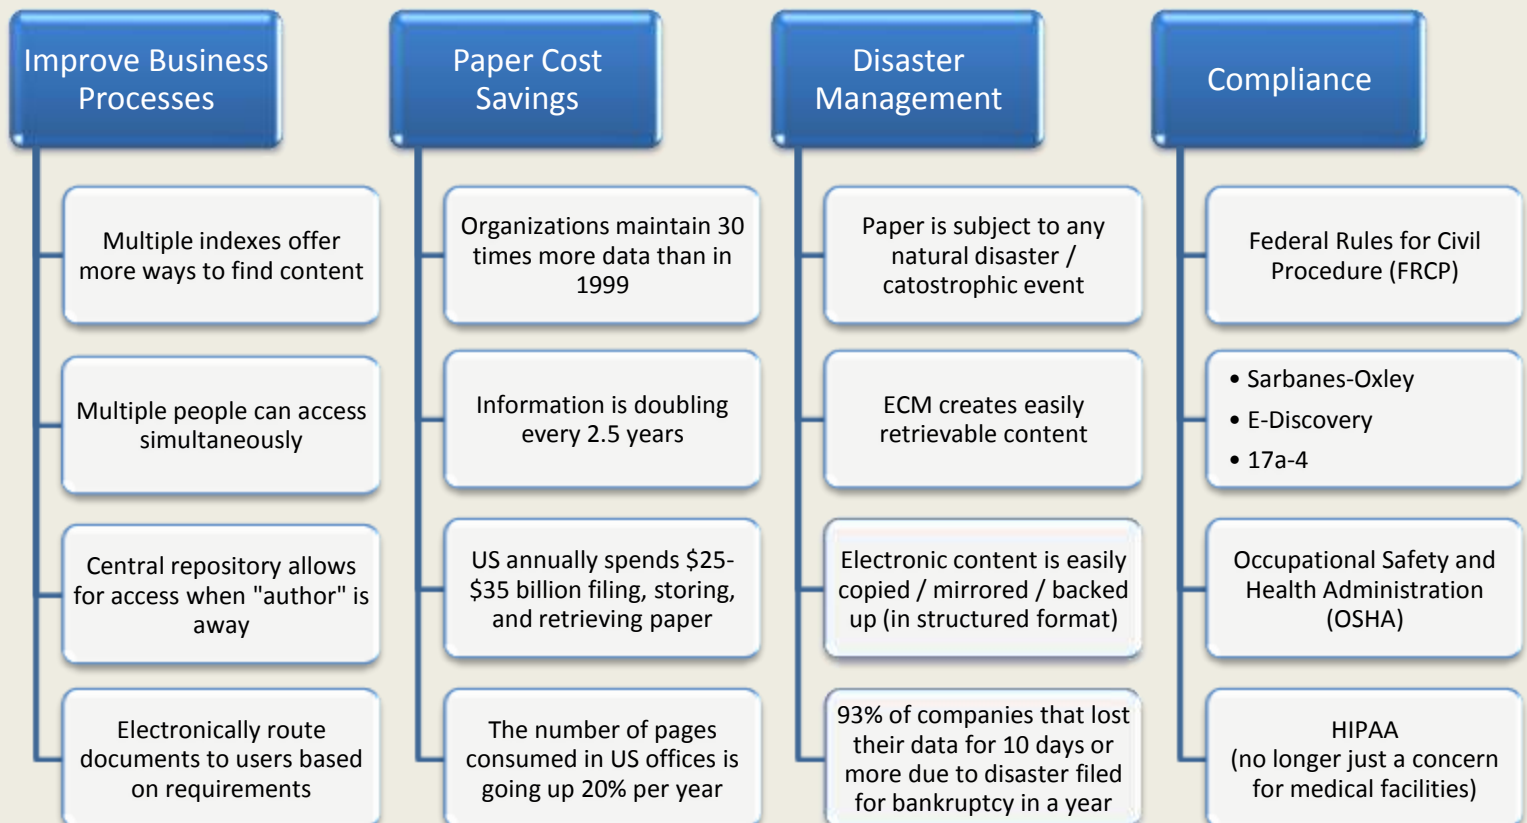 Improve Business
Processes
Multiple indexes offer
more ways to find content
Multiple people can access
simultaneously
Central repository allows
for access when "author" is
away
Electronically route
documents to users based
on requirements
Paper Cost
Savings
Organizations maintain 30
times more data than in
1999
Information is doubling
every 2.5 years
US annually spends $25-
$35 billion filing, storing,
and retrieving paper
The number of pages
consumed in US offices is
going up 20% per year
Disaster
Management
Paper is subject to any
natural disaster /
catostrophic event
ECM creates easily
retrievable content
Electronic content is easily
copied / mirrored / backed
up (in structured format)
93% of companies that lost
their data for 10 days or
more due to disaster filed
for bankruptcy in a year
Compliance
Federal Rules for Civil
Procedure (FRCP)
• Sarbanes-Oxley
• E-Discovery
• 17a-4
Occupational Safety and
Health Administration
(OSHA)
HIPAA
(no longer just a concern
for medical facilities)